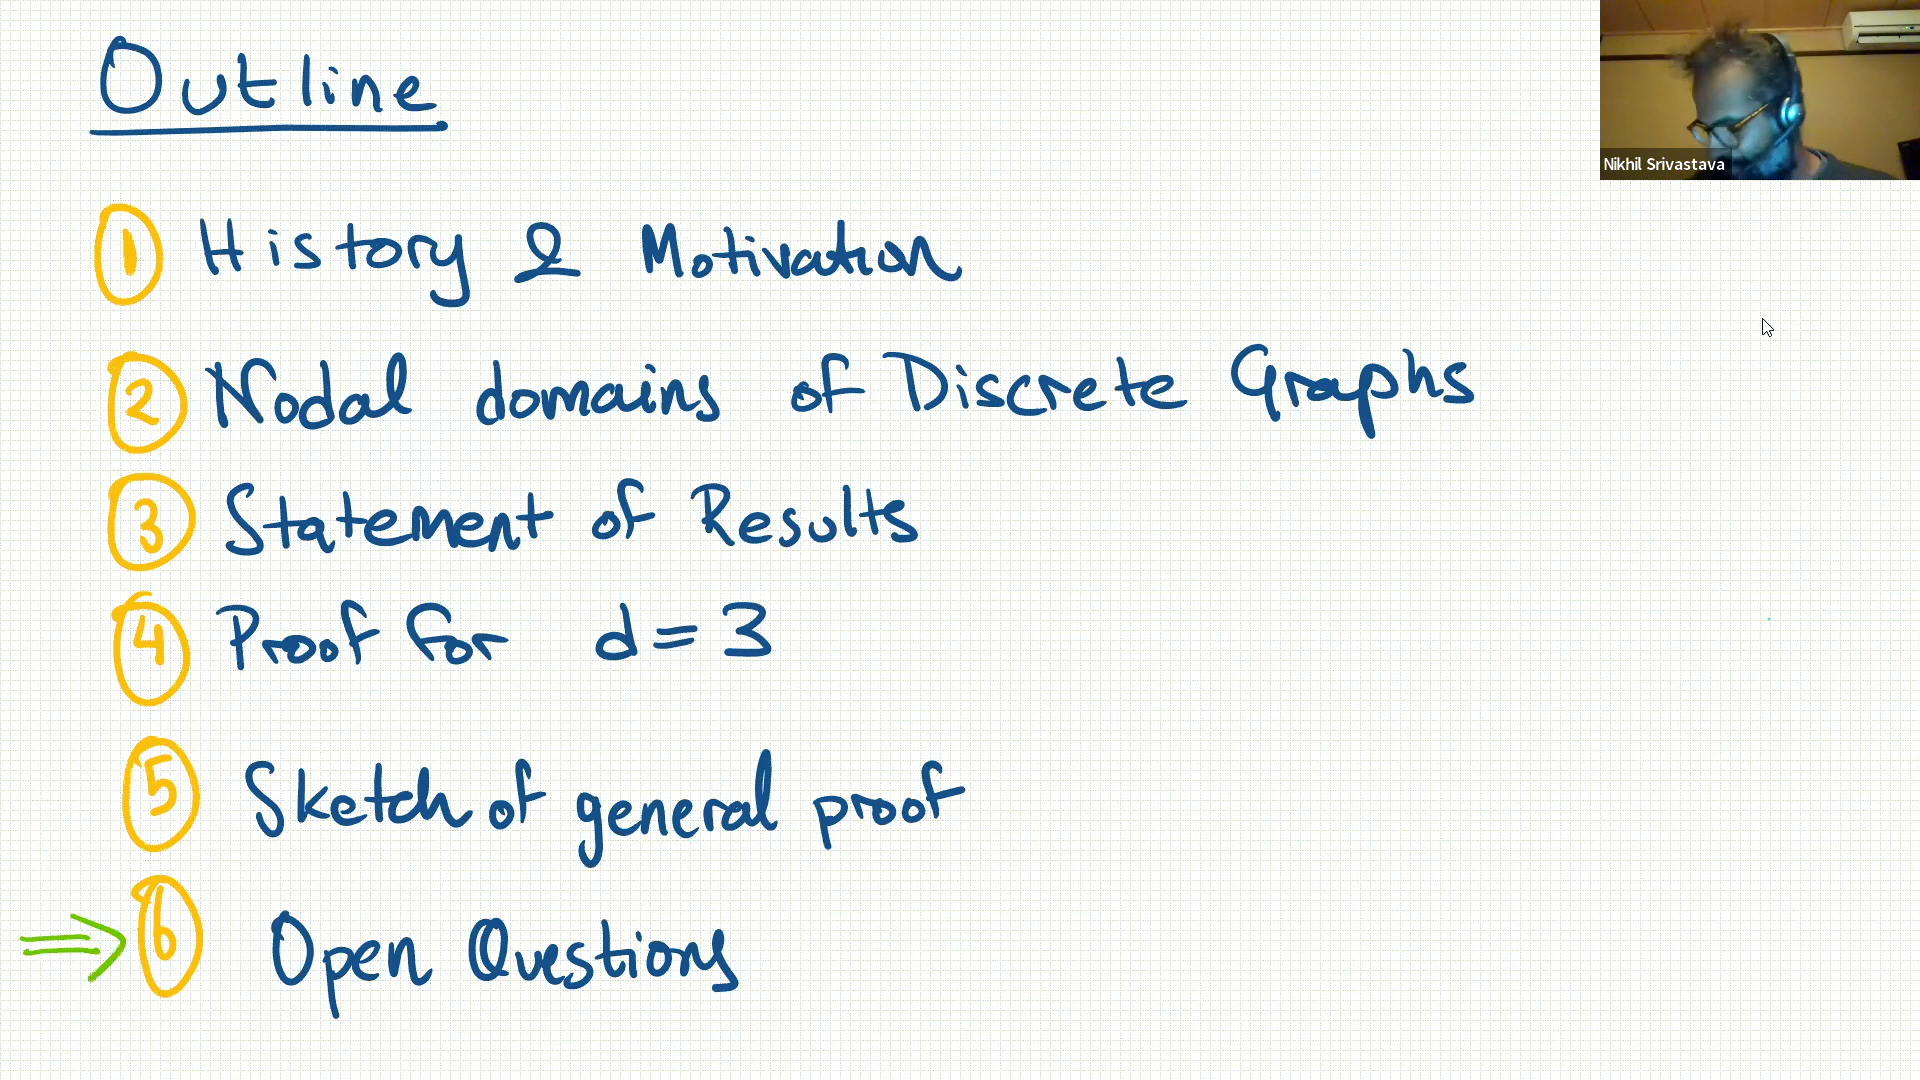 Outline
1 History & Motivation
2 Nodal domains of Discrete Graphs
3 Statement of Results
4 Proof for d = 3
5 Sketch of general proof
⇒ 6 Open Questions
Nikhil Srivastava